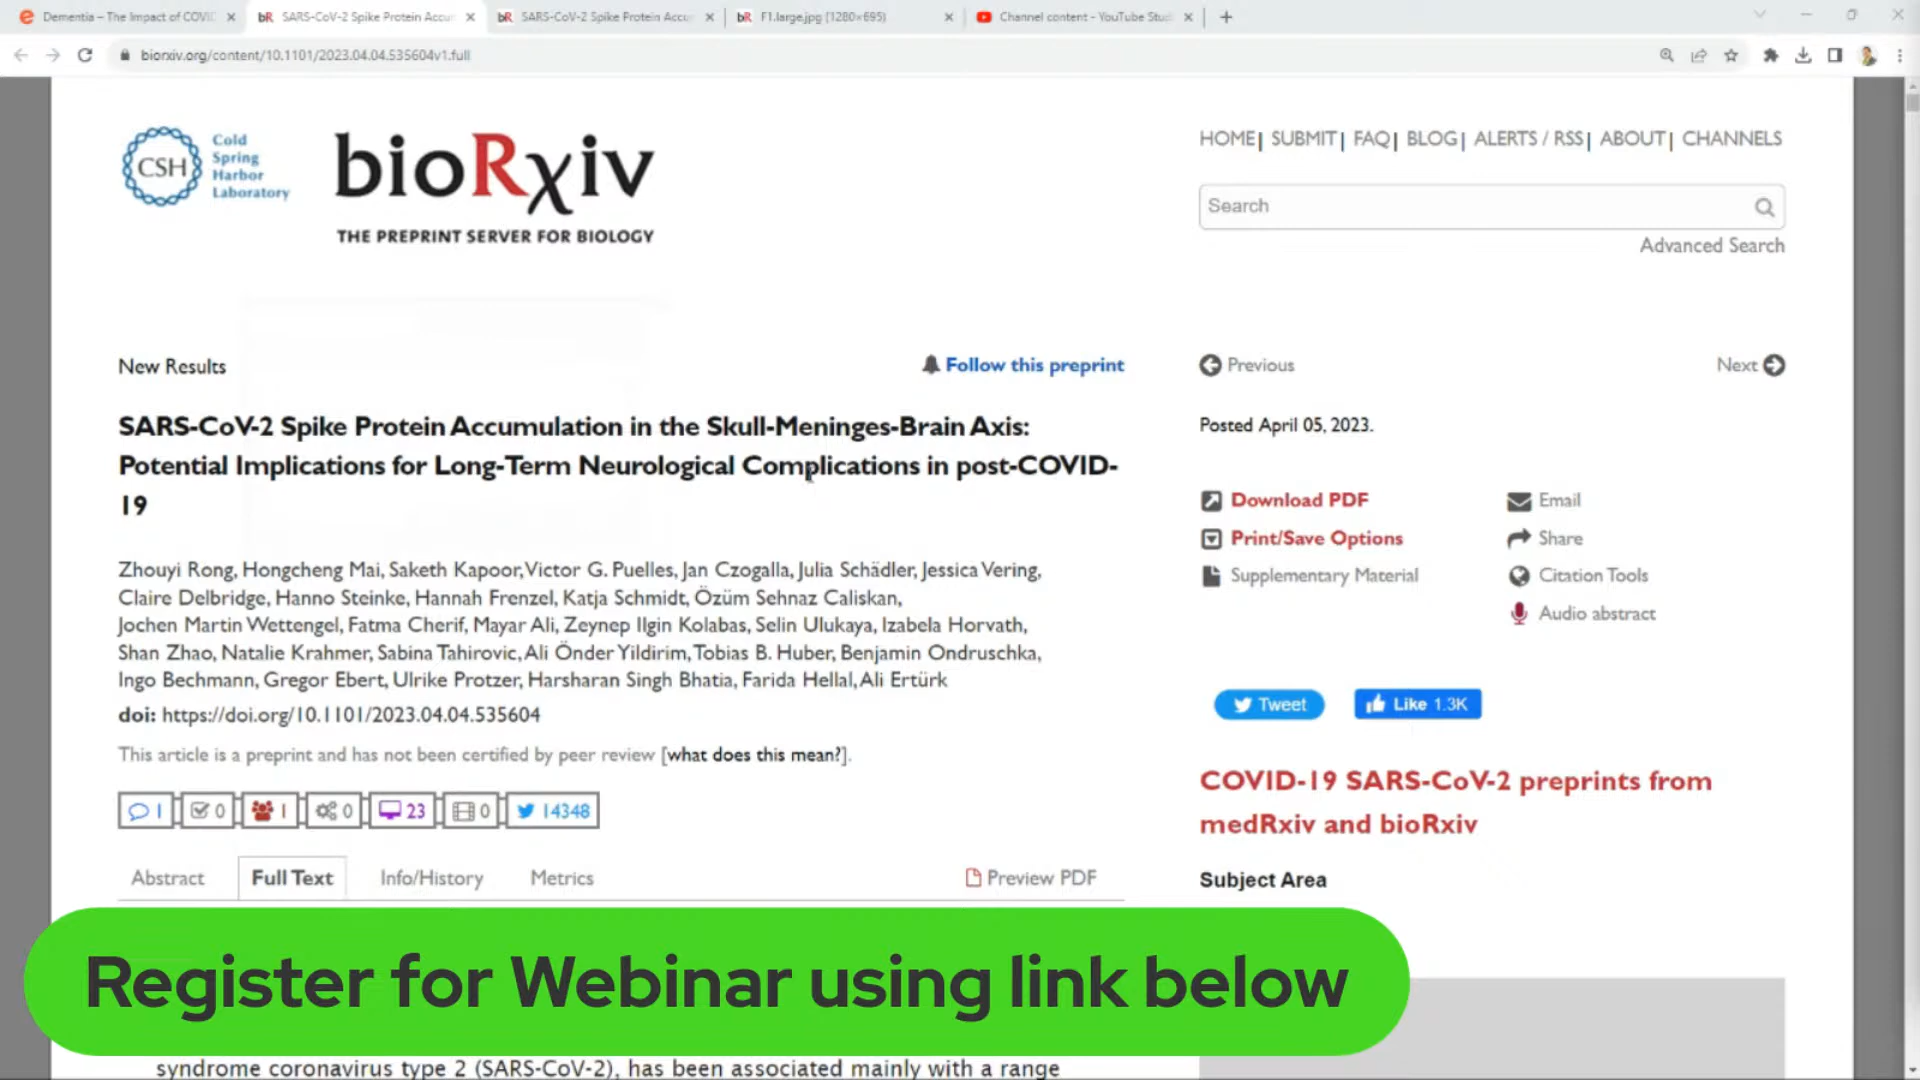 Dementia – The Impact of COVI
SARS-CoV-2 Spike Protein Accur
SARS-CoV-2 Spike Protein Accu
F1.large.jpg (1280×695)
Channel content - YouTube Stud
biorxiv.org/content/10.1101/2023.04.04.535604v1.full
CSH
Cold
Spring
Harbor
Laboratory
bioRxiv
THE PREPRINT SERVER FOR BIOLOGY
HOME| SUBMIT| FAQ| BLOG| ALERTS / RSS| ABOUT| CHANNELS
Search
Advanced Search
New Results
Follow this preprint
Previous
Next
SARS-CoV-2 Spike Protein Accumulation in the Skull-Meninges-Brain Axis:
Potential Implications for Long-Term Neurological Complications in post-COVID-
19
Posted April 05, 2023.
Download PDF
Email
Print/Save Options
Share
Supplementary Material
Citation Tools
Audio abstract
Zhouyi Rong, Hongcheng Mai, Saketh Kapoor, Victor G. Puelles, Jan Czogalla, Julia Schädler, Jessica Vering,
Claire Delbridge, Hanno Steinke, Hannah Frenzel, Katja Schmidt, Özüm Sehnaz Caliskan,
Jochen Martin Wettengel, Fatma Cherif, Mayar Ali, Zeynep Ilgin Kolabas, Selin Ulukaya, Izabela Horvath,
Shan Zhao, Natalie Krahmer, Sabina Tahirovic, Ali Önder Yildirim, Tobias B. Huber, Benjamin Ondruschka,
Ingo Bechmann, Gregor Ebert, Ulrike Protzer, Harsharan Singh Bhatia, Farida Hellal, Ali Ertürk
doi: https://doi.org/10.1101/2023.04.04.535604
This article is a preprint and has not been certified by peer review [what does this mean?].
1 0 1 0 23 0 14348
Tweet
Like 1.3K
COVID-19 SARS-CoV-2 preprints from
medRxiv and bioRxiv
Abstract Full Text Info/History Metrics
Preview PDF
Subject Area
Register for Webinar using link below
syndrome coronavirus type 2 (SARS-CoV-2), has been associated mainly with a range